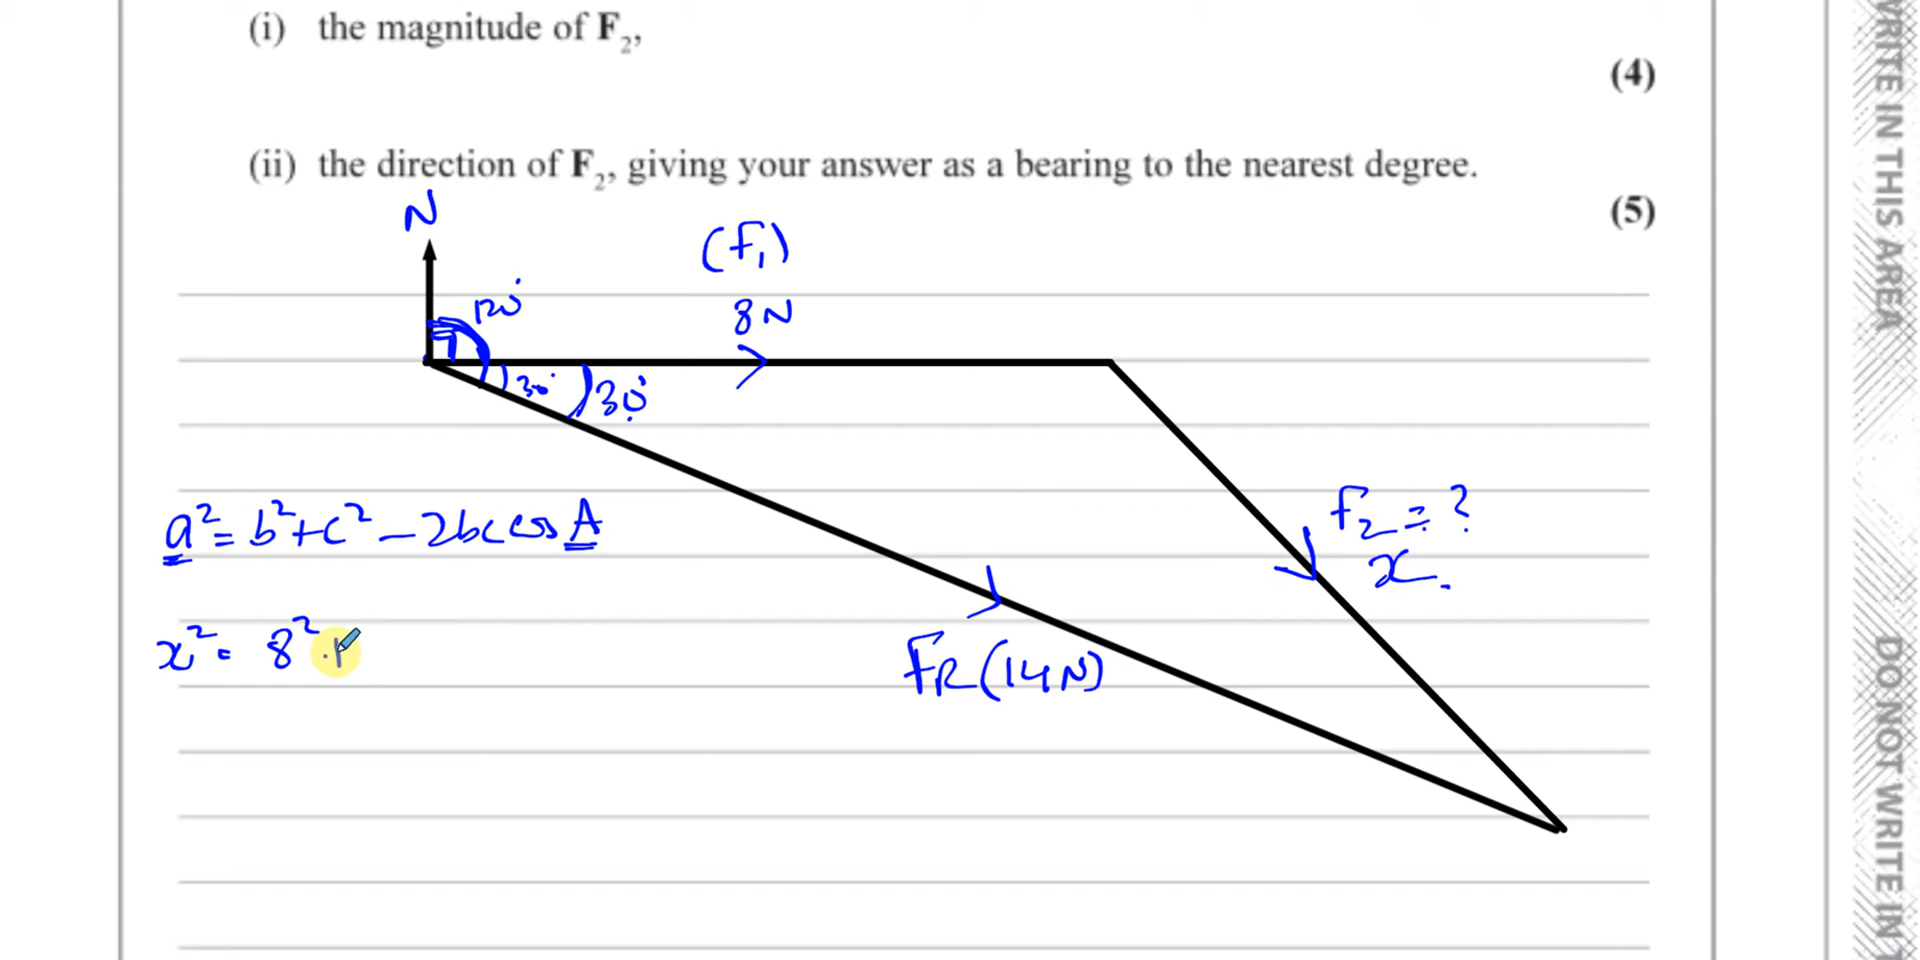 (i) the magnitude of F₂,
(4)
(ii) the direction of F₂, giving your answer as a bearing to the nearest degree.
(5)
N
(F₁)
120°
8N
30°
30°
a² = b² + c² - 2bc cos A
F₂ = ?
x.
x² = 8²
FR (14N)
WRITE IN THIS AREA
DO NOT WRITE IN T